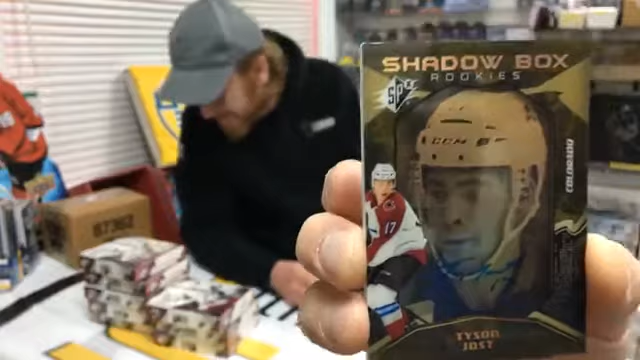 SHADOW BOX
ROOKIES
SPx
CCM
COLORADO
17
TYSON
JOST